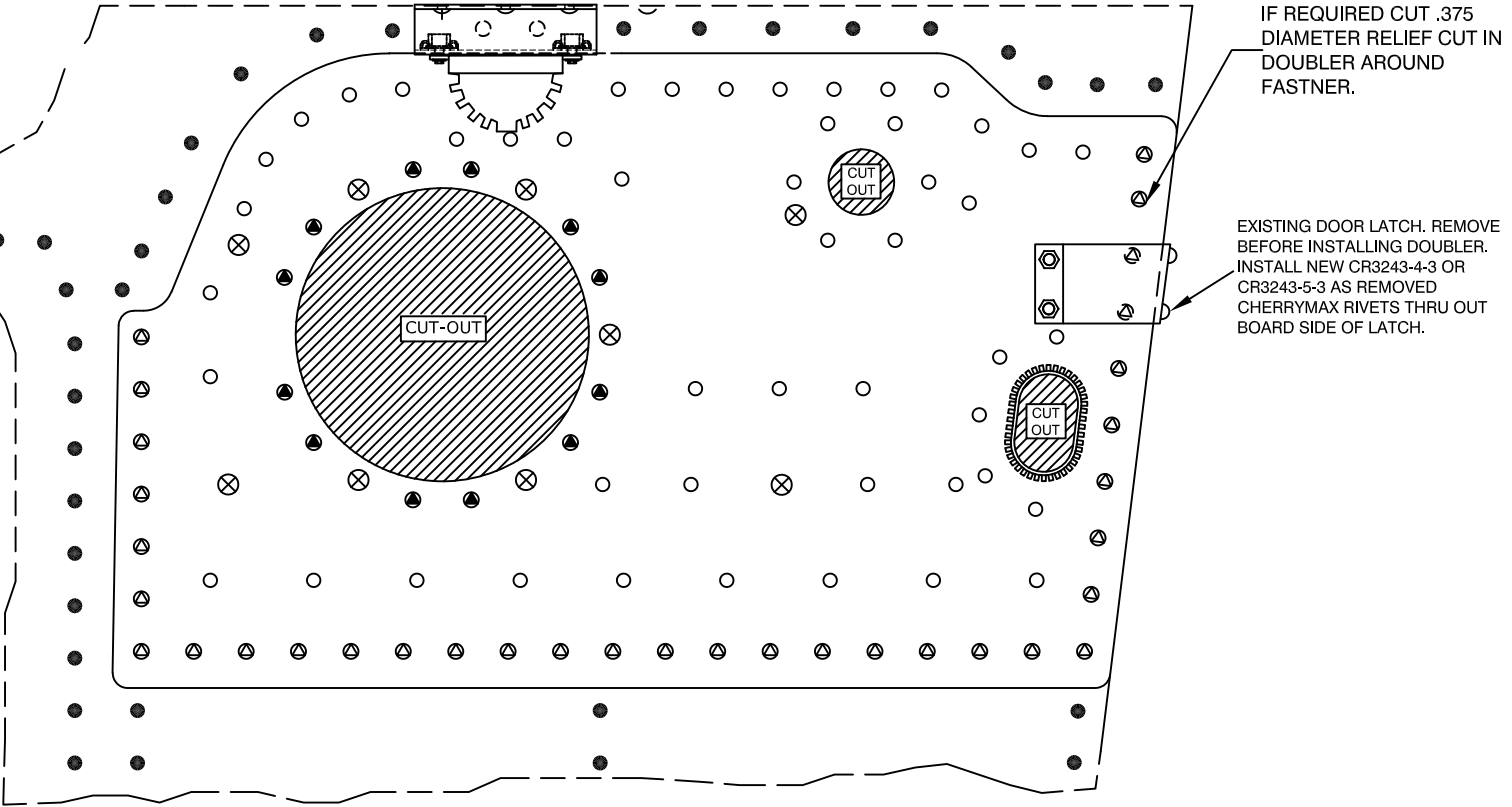 IF REQUIRED CUT .375
DIAMETER RELIEF CUT IN
DOUBLER AROUND
FASTNER.
CUT
OUT
EXISTING DOOR LATCH. REMOVE
BEFORE INSTALLING DOUBLER.
INSTALL NEW CR3243-4-3 OR
CR3243-5-3 AS REMOVED
CHERRYMAX RIVETS THRU OUT
BOARD SIDE OF LATCH.
CUT-OUT
CUT
OUT